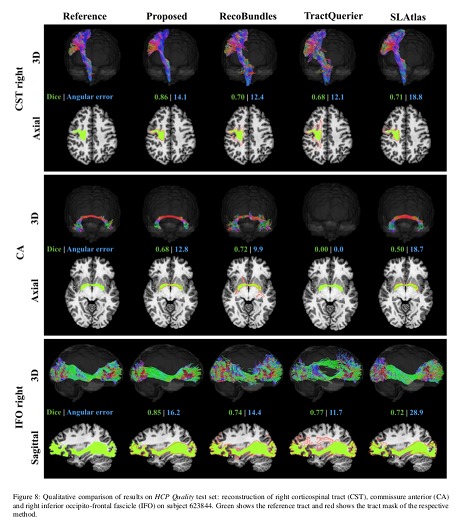 Reference Proposed RecoBundles TractQuerier SLAtlas
CST right
3D
Dice | Angular error 0.86 | 14.1 0.70 | 12.4 0.68 | 12.1 0.71 | 18.8
Axial
CA
3D
Dice | Angular error 0.68 | 12.8 0.72 | 9.9 0.00 | 0.0 0.50 | 18.7
Axial
IFO right
3D
Dice | Angular error 0.85 | 16.2 0.74 | 14.4 0.77 | 11.7 0.72 | 28.9
Sagittal
Figure 8: Qualitative comparison of results on HCP Quality test set: reconstruction of right corticospinal tract (CST), commissure anterior (CA)
and right inferior occipito-frontal fascicle (IFO) on subject 623844. Green shows the reference tract and red shows the tract mask of the respective
method.